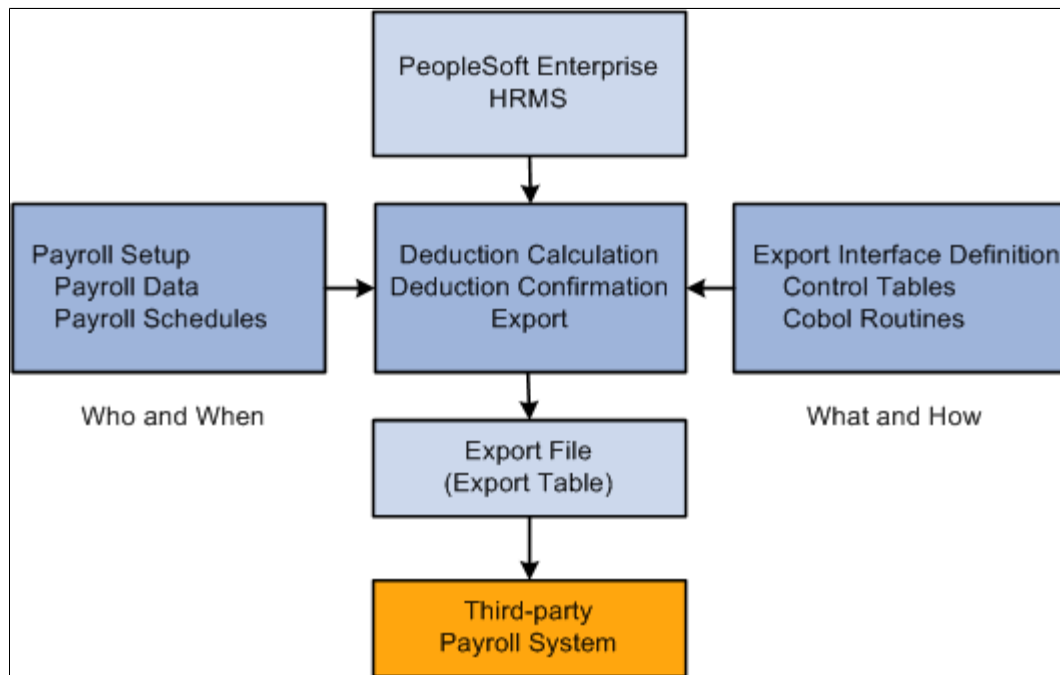 PeopleSoft Enterprise
HRMS
Payroll Setup
Payroll Data
Payroll Schedules
Deduction Calculation
Deduction Confirmation
Export
Export Interface Definition
Control Tables
Cobol Routines
Who and When
What and How
Export File
(Export Table)
Third-party
Payroll System